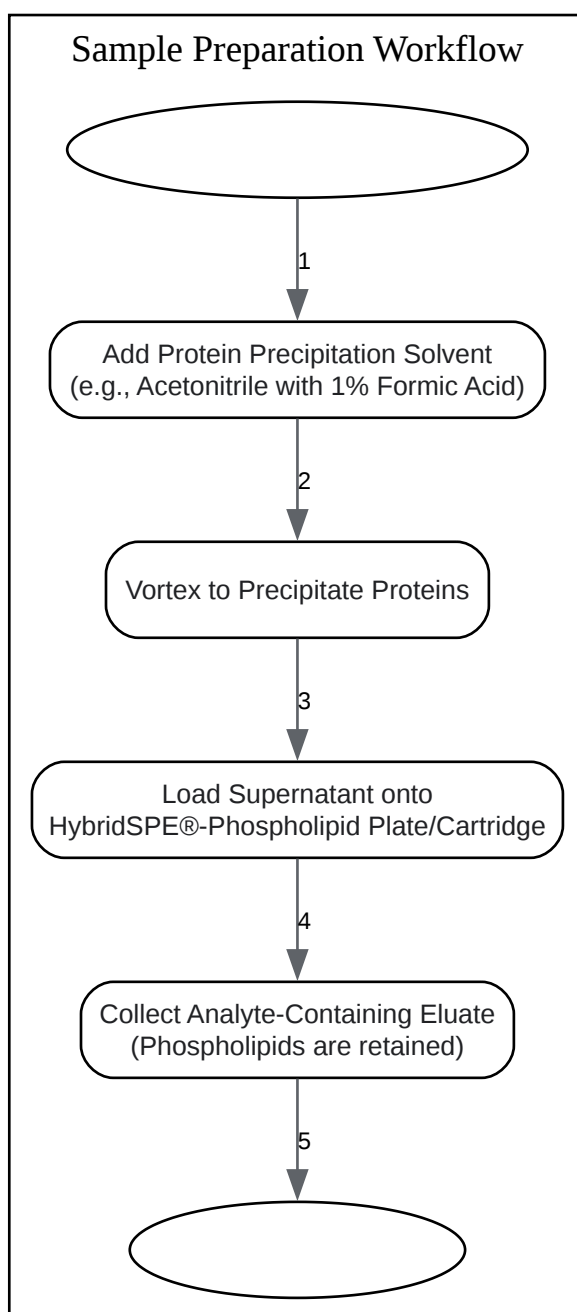 Sample Preparation Workflow
1
Add Protein Precipitation Solvent
(e.g., Acetonitrile with 1% Formic Acid)
2
Vortex to Precipitate Proteins
3
Load Supernatant onto
HybridSPE®-Phospholipid Plate/Cartridge
4
Collect Analyte-Containing Eluate
(Phospholipids are retained)
5